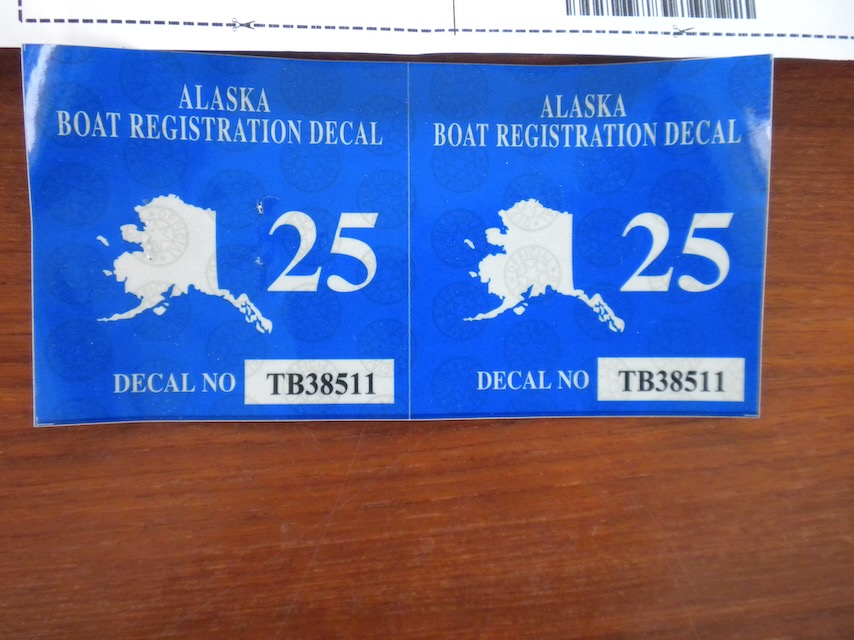 ALASKA
BOAT REGISTRATION DECAL
25
DECAL NO TB38511
ALASKA
BOAT REGISTRATION DECAL
25
DECAL NO TB38511